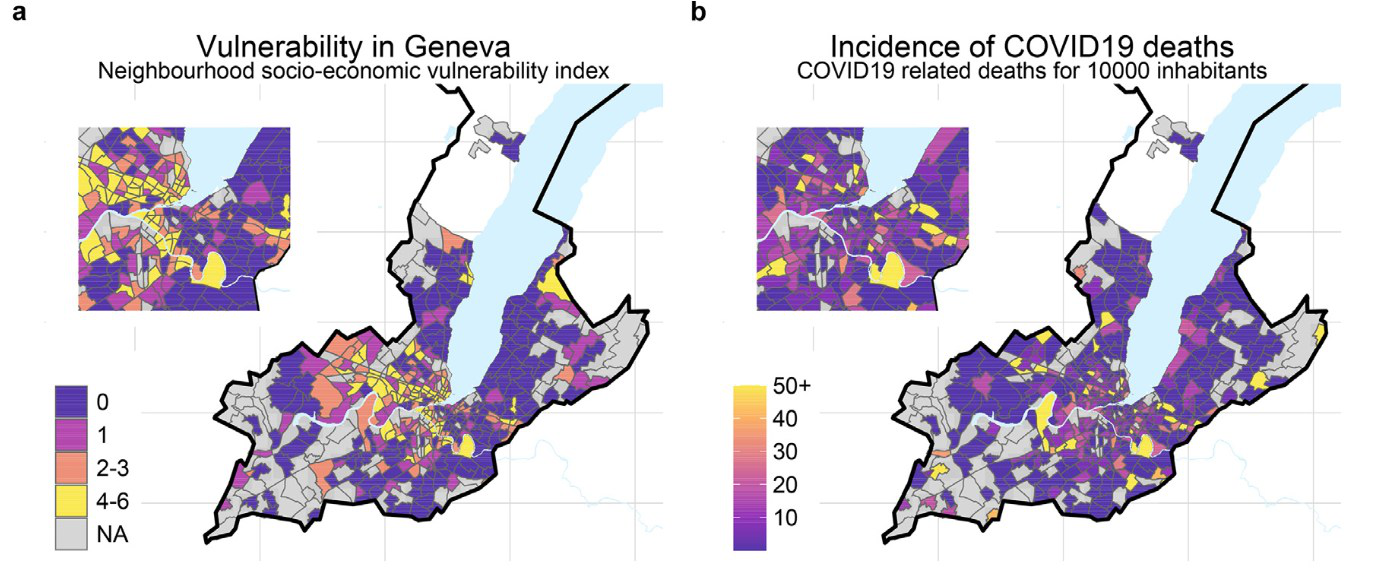 a
Vulnerability in Geneva
Neighbourhood socio-economic vulnerability index
0
1
2-3
4-6
NA
b
Incidence of COVID19 deaths
COVID19 related deaths for 10000 inhabitants
50+
40
30
20
10